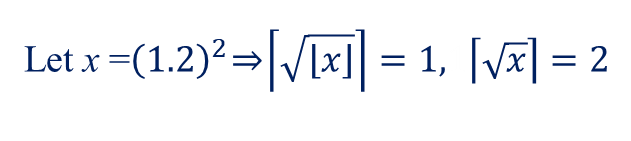 Let x =(1.2)²⇒⌈√⌊x⌋⌉ = 1, ⌈√x⌉ = 2